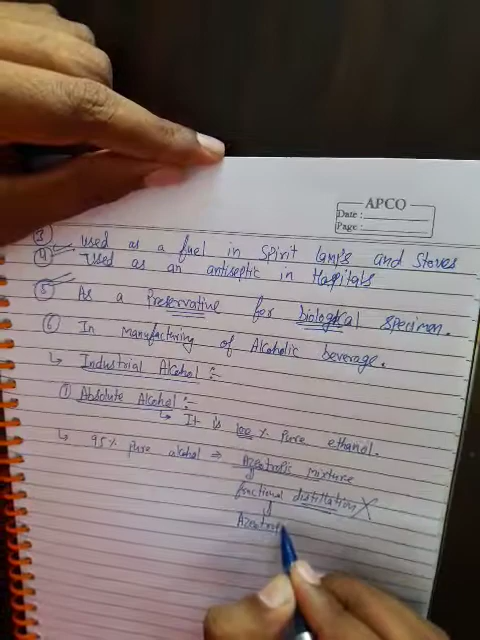 APCO
Date :
Page :
③ Used as a fuel in Spirit lamps and Stoves
④ Used as an antiseptic in Hospitals
⑤ As a Preservative for biological specimen.
⑥ In manufacturing of Alcoholic beverage.
↳ Industrial Alcohol :-
① Absolute Alcohol :-
↳ It is 100 % Pure ethanol.
↳ 95% pure alcohol ⇒ Azeotropic mixture
fractional distillation X
↓
Azeotrop